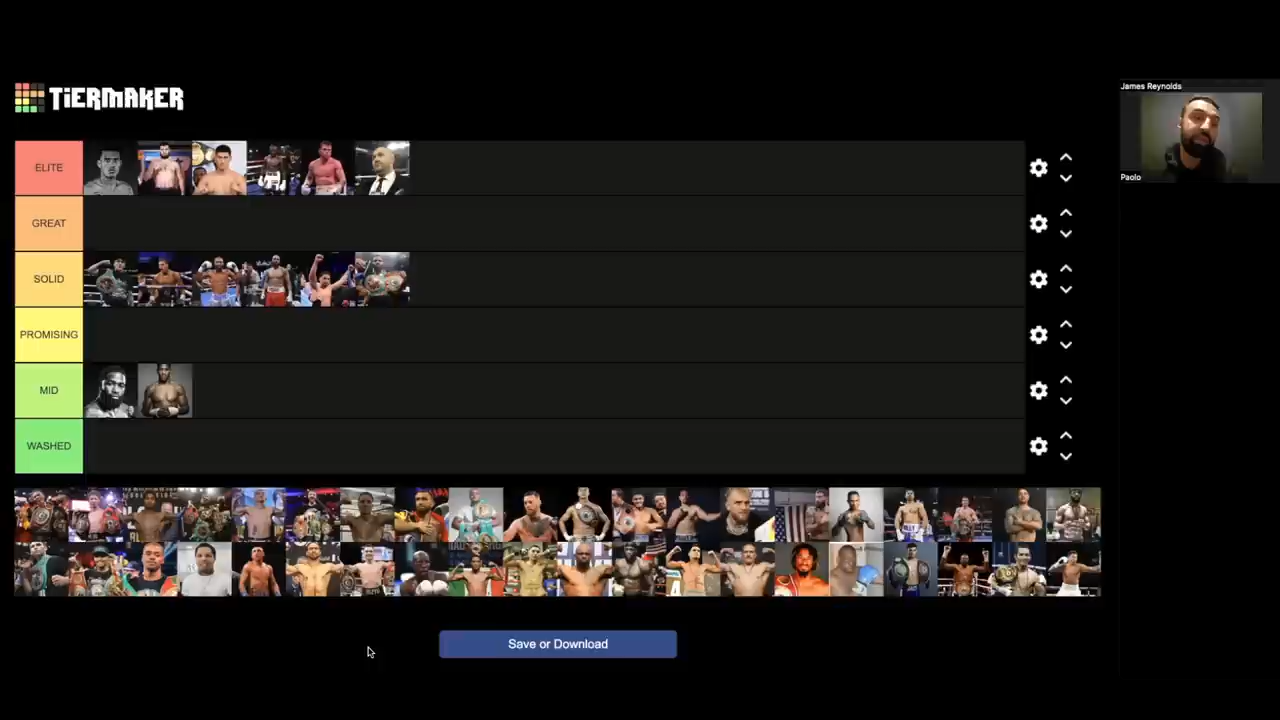 TiERMAKER
James Reynolds
ELITE
Paolo
GREAT
SOLID
PROMISING
MID
WASHED
Save or Download